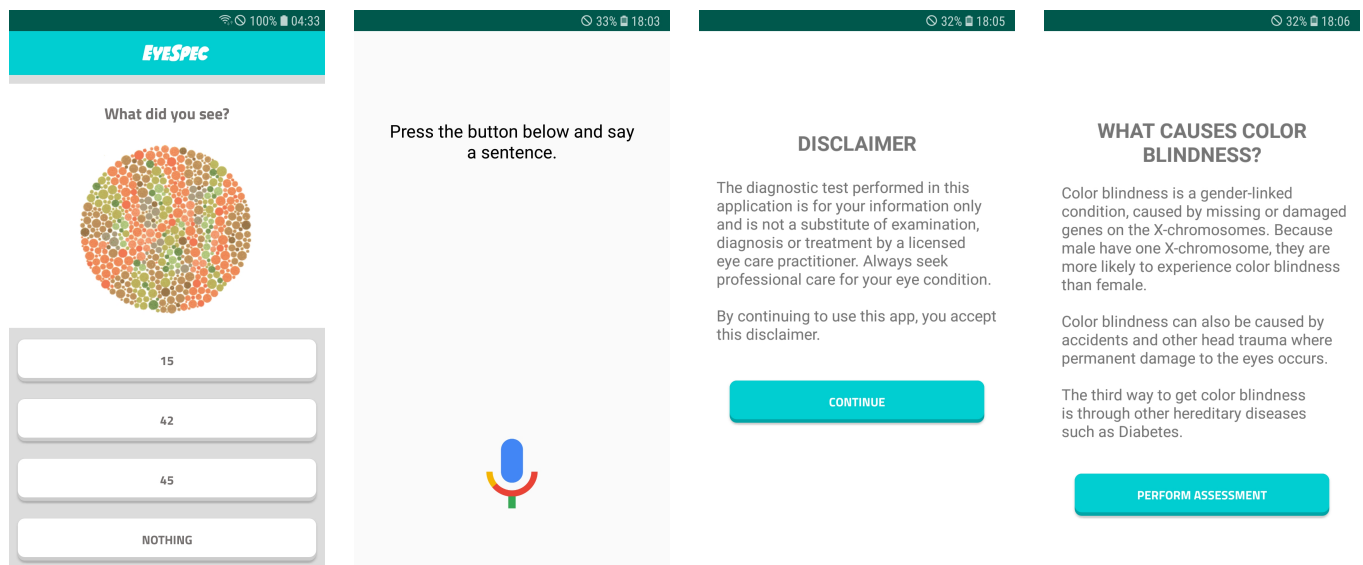 100% 04:33
EYESPEC
What did you see?
15
42
45
NOTHING
33% 18:03
Press the button below and say
a sentence.
32% 18:05
DISCLAIMER
The diagnostic test performed in this
application is for your information only
and is not a substitute of examination,
diagnosis or treatment by a licensed
eye care practitioner. Always seek
professional care for your eye condition.
By continuing to use this app, you accept
this disclaimer.
CONTINUE
32% 18:06
WHAT CAUSES COLOR
BLINDNESS?
Color blindness is a gender-linked
condition, caused by missing or damaged
genes on the X-chromosomes. Because
male have one X-chromosome, they are
more likely to experience color blindness
than female.
Color blindness can also be caused by
accidents and other head trauma where
permanent damage to the eyes occurs.
The third way to get color blindness
is through other hereditary diseases
such as Diabetes.
PERFORM ASSESSMENT